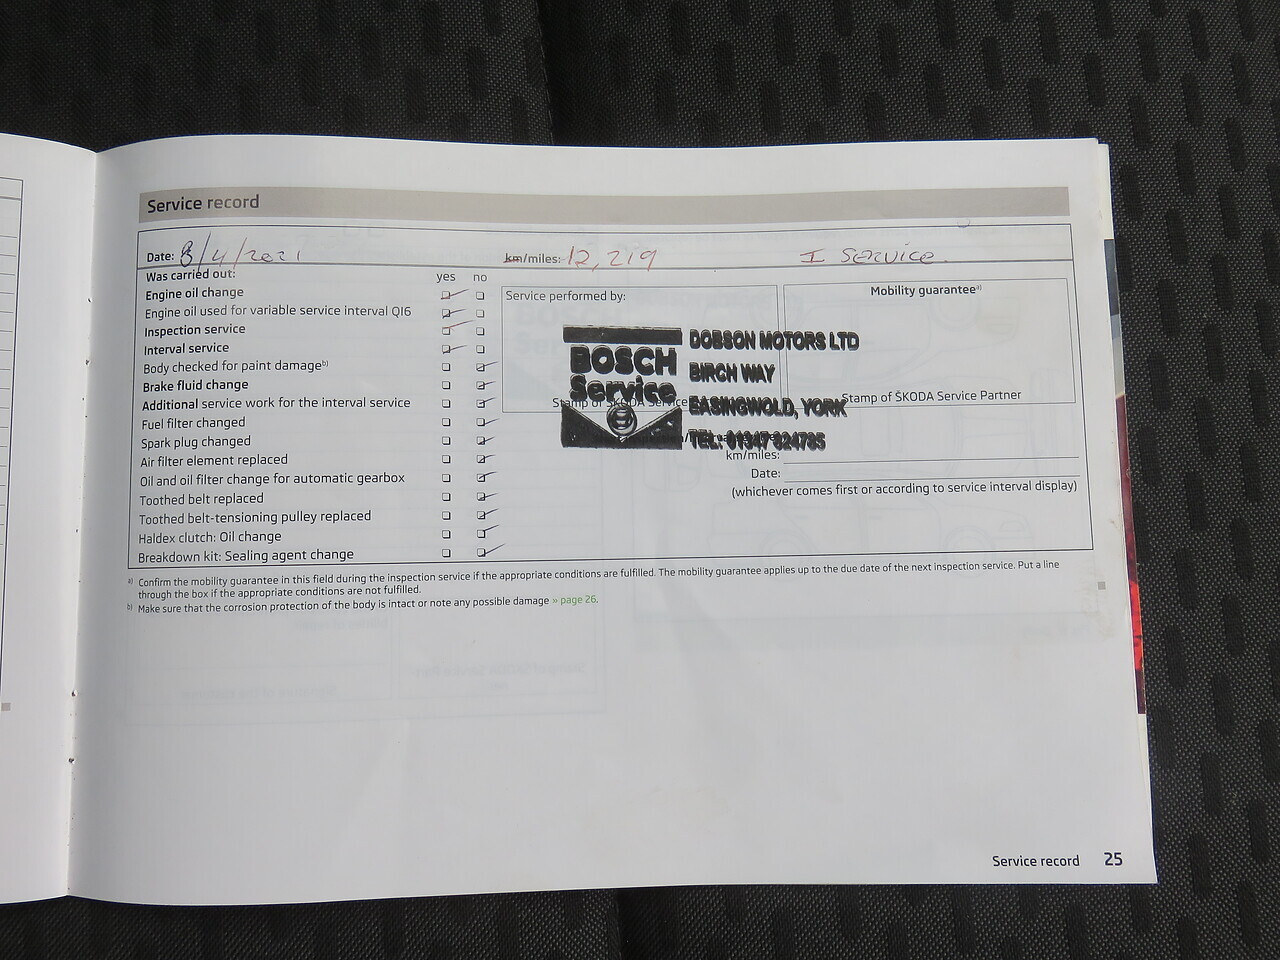 Service record
Date: 8/4/2021 km/miles: 12,219 I Service.
Was carried out: yes no
Engine oil change
Engine oil used for variable service interval QI6
Inspection service
Interval service
Body checked for paint damage b)
Brake fluid change
Additional service work for the interval service
Fuel filter changed
Spark plug changed
Air filter element replaced
Oil and oil filter change for automatic gearbox
Toothed belt replaced
Toothed belt-tensioning pulley replaced
Haldex clutch: Oil change
Breakdown kit: Sealing agent change
Service performed by:
BOSCH
Service
DOBSON MOTORS LTD
BIRCH WAY
EASINGWOLD, YORK
TEL: 01347 824785
Stamp of ŠKODA Service
Mobility guarantee a)
Stamp of ŠKODA Service Partner
km/miles:
Date:
(whichever comes first or according to service interval display)
a) Confirm the mobility guarantee in this field during the inspection service if the appropriate conditions are fulfilled. The mobility guarantee applies up to the due date of the next inspection service. Put a line
through the box if the appropriate conditions are not fulfilled.
b) Make sure that the corrosion protection of the body is intact or note any possible damage » page 26.
Service record 25